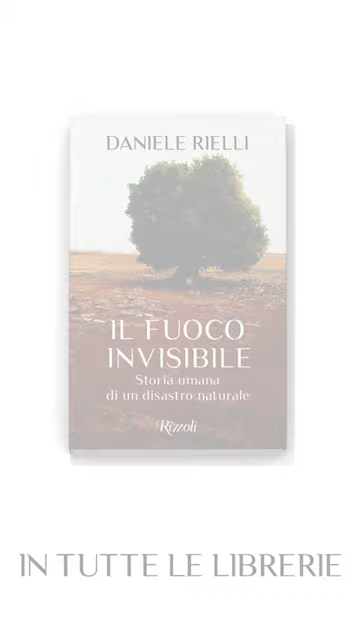 DANIELE RIELLI
IL FUOCO
INVISIBILE
Storia umana
di un disastro naturale
Rizzoli
IN TUTTE LE LIBRERIE